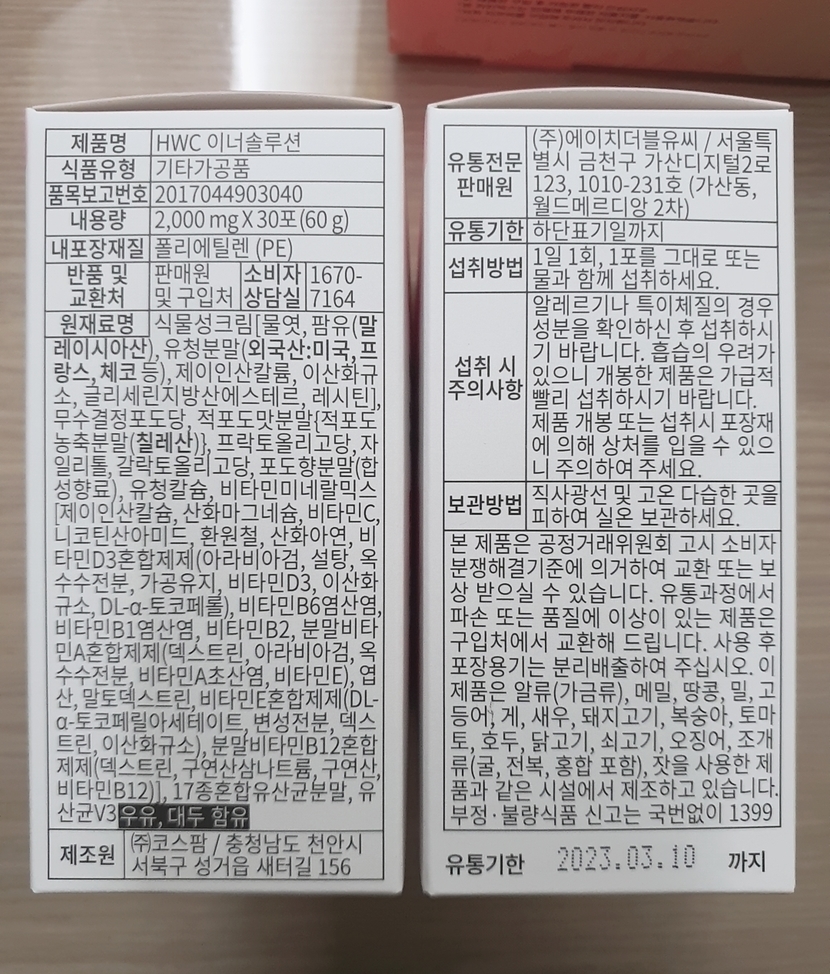 제품명 HWC 이너솔루션
식품유형 기타가공품
품목보고번호 2017044903040
내용량 2,000 mg X 30포(60 g)
내포장재질 폴리에틸렌 (PE)
반품 및 교환처 판매원 및 구입처 소비자 상담실 1670-7164
원재료명 식물성크림[물엿, 팜유(말
레이시아산), 유청분말(외국산:미국,프
랑스,체코 등), 제이인산칼륨, 이산화규
소, 글리세린지방산에스테르, 레시틴],
무수결정포도당, 적포도맛분말{적포도
농축분말(칠레산)}, 프락토올리고당, 자
일리톨, 갈락토올리고당, 포도향분말(합
성향료), 유청칼슘, 비타민미네랄믹스
[제이인산칼슘, 산화마그네슘, 비타민C,
니코틴산아미드, 환원철, 산화아연, 비
타민D3혼합제제(아라비아검, 설탕, 옥
수수전분, 가공유지, 비타민D3, 이산화
규소, DL-α-토코페롤), 비타민B6염산염,
비타민B1염산염, 비타민B2, 분말비타
민A혼합제제(덱스트린, 아라비아검, 옥
수수전분, 비타민A초산염, 비타민E), 엽
산, 말토덱스트린, 비타민E혼합제제(DL-
α-토코페릴아세테이트, 변성전분, 덱스
트린, 이산화규소), 분말비타민B12혼합
제제(덱스트린, 구연산삼나트륨, 구연산,
비타민B12)], 17종혼합유산균분말, 유
산균V3 우유, 대두 함유
제조원 ㈜코스팜 / 충청남도 천안시
서북구 성거읍 새터길 156
유통전문 판매원 (주)에이치더블유씨 / 서울특
별시 금천구 가산디지털2로
123, 1010-231호 (가산동,
월드메르디앙 2차)
유통기한 하단표기일까지
섭취방법 1일 1회, 1포를 그대로 또는
물과 함께 섭취하세요.
섭취 시 주의사항 알레르기나 특이체질의 경우
성분을 확인하신 후 섭취하시
기 바랍니다. 흡습의 우려가
있으니 개봉한 제품은 가급적
빨리 섭취하시기 바랍니다.
제품 개봉 또는 섭취시 포장재
에 의해 상처를 입을 수 있으
니 주의하여 주세요.
보관방법 직사광선 및 고온 다습한 곳을
피하여 실온 보관하세요.
본 제품은 공정거래위원회 고시 소비자
분쟁해결기준에 의거하여 교환 또는 보
상 받으실 수 있습니다. 유통과정에서
파손 또는 품질에 이상이 있는 제품은
구입처에서 교환해 드립니다. 사용 후
포장용기는 분리배출하여 주십시오. 이
제품은 알류(가금류), 메밀, 땅콩, 밀, 고
등어, 게, 새우, 돼지고기, 복숭아, 토마
토, 호두, 닭고기, 쇠고기, 오징어, 조개
류(굴, 전복, 홍합 포함), 잣을 사용한 제
품과 같은 시설에서 제조하고 있습니다.
부정·불량식품 신고는 국번없이 1399
유통기한 2023.03.10 까지